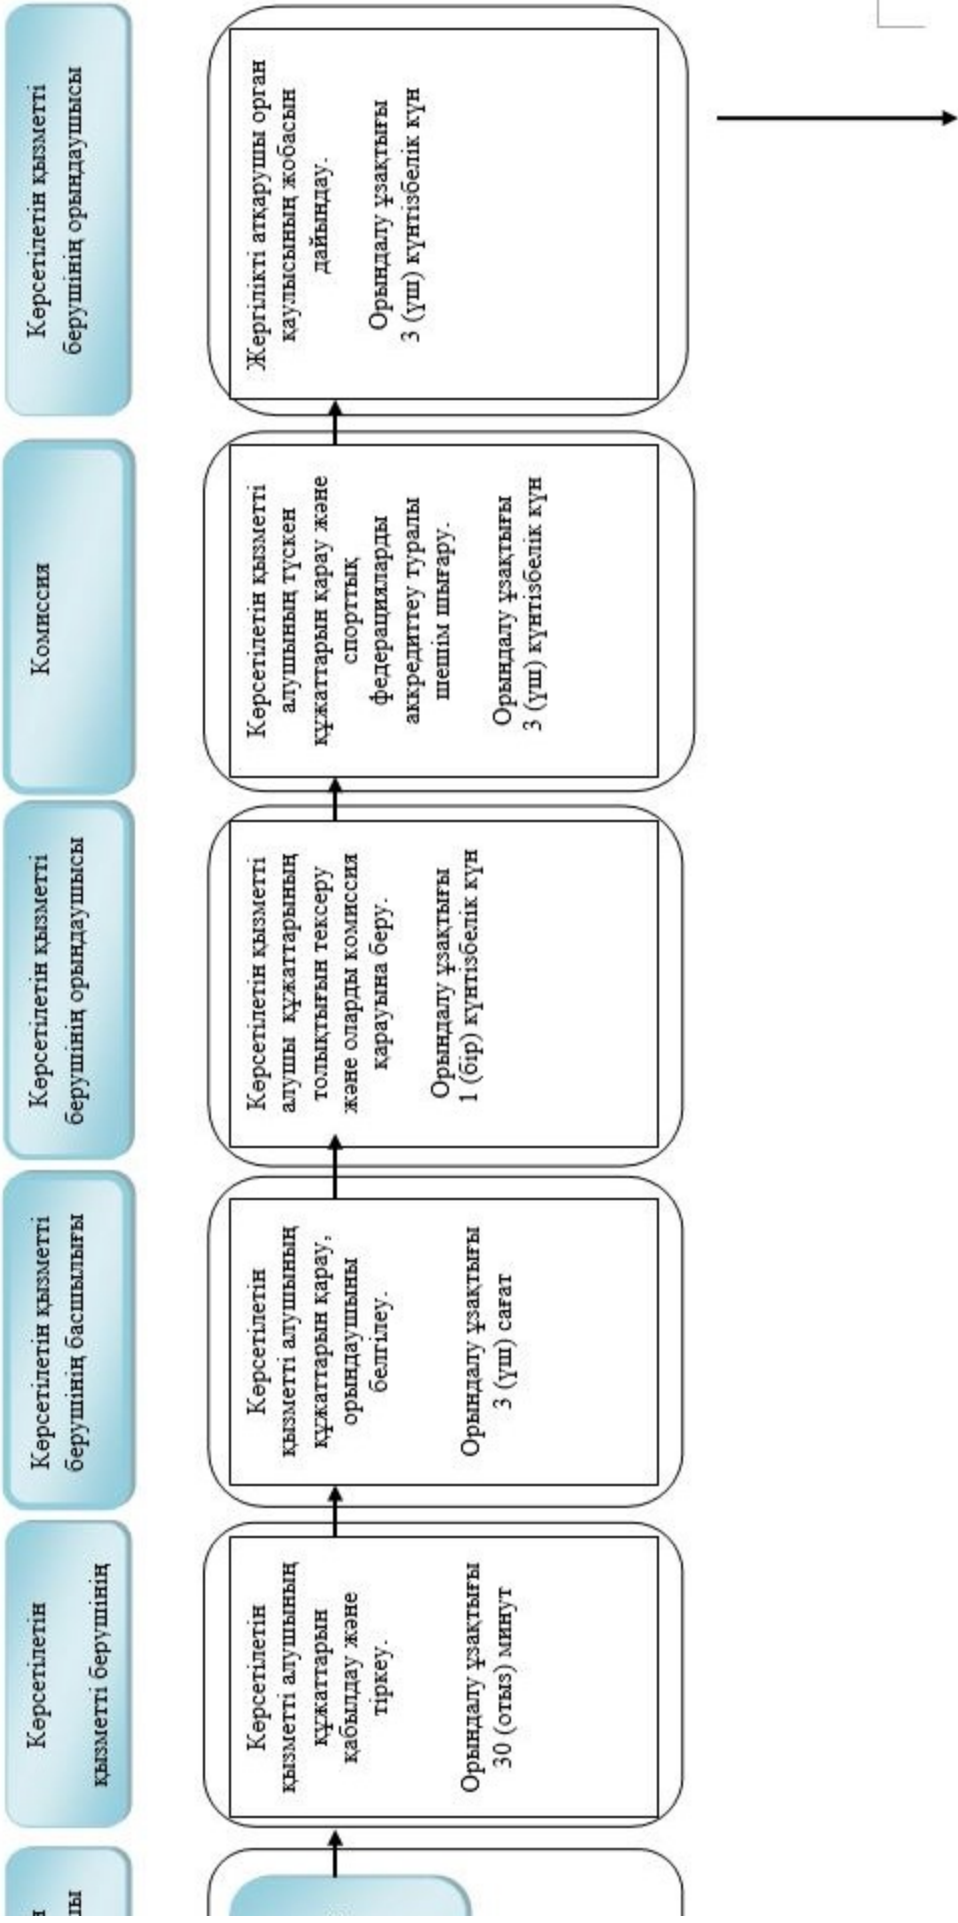 Көрсетілетін
қызметті берушінің
Көрсетілетін қызметті
берушінің басшылығы
Көрсетілетін қызметті
берушінің орындаушысы
Комиссия
Көрсетілетін қызметті
берушінің орындаушысы
Көрсетілетін
қызметті алушының
құжаттарын
қабылдау және
тіркеу.
Орындалу ұзақтығы
30 (отыз) минут
Көрсетілетін
қызметті алушының
құжаттарын қарау,
орындаушыны
белгілеу.
Орындалу ұзақтығы
3 (үш) сағат
Көрсетілетін қызметті
алушы құжаттарының
толықтығын тексеру
және оларды комиссия
қарауына беру.
Орындалу ұзақтығы
1 (бір) күнтізбелік күн
Көрсетілетін қызметті
алушының түскен
құжаттарын қарау және
спорттық
федерацияларды
аккредиттеу туралы
шешім шығару.
Орындалу ұзақтығы
3 (үш) күнтізбелік күн
Жергілікті атқарушы орган
қаулысының жобасын
дайындау.
Орындалу ұзақтығы
3 (үш) күнтізбелік күн